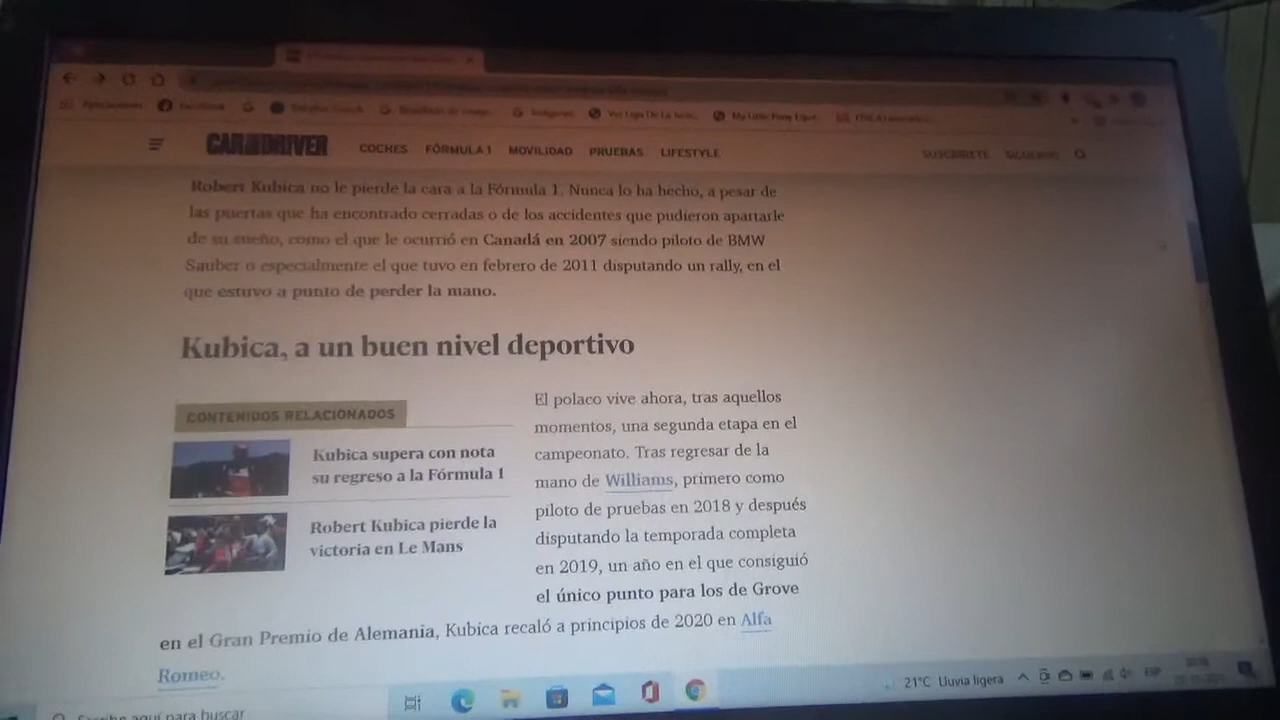 Facebook
CAR AND DRIVER
COCHES FÓRMULA 1 MOVILIDAD PRUEBAS LIFESTYLE
SUSCRÍBETE SÍGUENOS
Robert Kubica no le pierde la cara a la Fórmula 1. Nunca lo ha hecho, a pesar de
las puertas que ha encontrado cerradas o de los accidentes que pudieron apartarle
de su sueño, como el que le ocurrió en Canadá en 2007 siendo piloto de BMW
Sauber o especialmente el que tuvo en febrero de 2011 disputando un rally, en el
que estuvo a punto de perder la mano.
Kubica, a un buen nivel deportivo
CONTENIDOS RELACIONADOS
Kubica supera con nota
su regreso a la Fórmula 1
Robert Kubica pierde la
victoria en Le Mans
El polaco vive ahora, tras aquellos
momentos, una segunda etapa en el
campeonato. Tras regresar de la
mano de Williams, primero como
piloto de pruebas en 2018 y después
disputando la temporada completa
en 2019, un año en el que consiguió
el único punto para los de Grove
en el Gran Premio de Alemania, Kubica recaló a principios de 2020 en Alfa
Romeo.
Escribe aquí para buscar
21°C Lluvia ligera
ESP